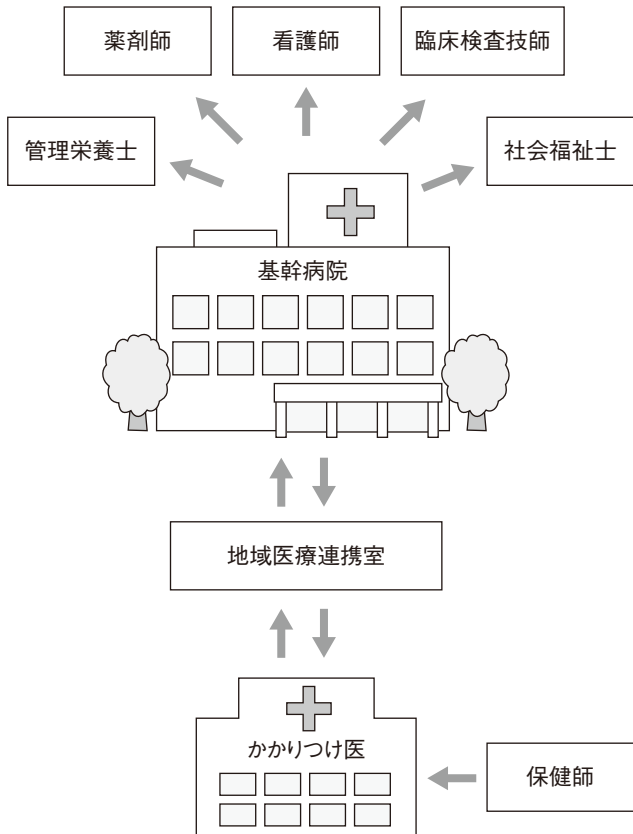 薬剤師
看護師
臨床検査技師
管理栄養士
社会福祉士
基幹病院
地域医療連携室
かかりつけ医
保健師